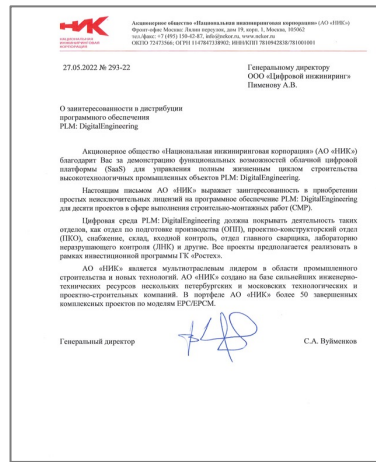 НИК
НАЦИОНАЛЬНАЯ
ИНЖИНИРИНГОВАЯ
КОРПОРАЦИЯ
Акционерное общество «Национальная инжиниринговая корпорация» (АО «НИК»)
Фронт-офис Москва: Лялин переулок, дом 19, корп. 1, Москва, 105062
тел./факс: +7 (495) 150-42-87, info@nekor.ru, www.nekor.ru
ОКПО 72473566; ОГРН 1147847338902; ИНН/КПП 7810942838/781001001
27.05.2022 № 293-22
Генеральному директору
ООО «Цифровой инжиниринг»
Пименову А.В.
О заинтересованности в дистрибуции
программного обеспечения
PLM: DigitalEngineering
Акционерное общество «Национальная инжиниринговая корпорация» (АО «НИК»)
благодарит Вас за демонстрацию функциональных возможностей облачной цифровой
платформы (SaaS) для управления полным жизненным циклом строительства
высокотехнологичных промышленных объектов PLM: DigitalEngineering.
Настоящим письмом АО «НИК» выражает заинтересованность в приобретении
простых неисключительных лицензий на программное обеспечение PLM: DigitalEngineering
для десяти проектов в сфере выполнения строительно-монтажных работ (СМР).
Цифровая среда PLM: DigitalEngineering должна покрывать деятельность таких
отделов, как отдел по подготовке производства (ОПП), проектно-конструкторский отдел
(ПКО), снабжение, склад, входной контроль, отдел главного сварщика, лабораторию
неразрушающего контроля (ЛНК) и другие. Все проекты предполагается реализовать в
рамках инвестиционной программы ГК «Ростех».
АО «НИК» является мультиотраслевым лидером в области промышленного
строительства и новых технологий. АО «НИК» создано на базе сильнейших инженерно-
технических ресурсов нескольких петербургских и московских технологических и
проектно-строительных компаний. В портфеле АО «НИК» более 50 завершенных
комплексных проектов по моделям EPC/EPCM.
Генеральный директор
С.А. Вуйменков